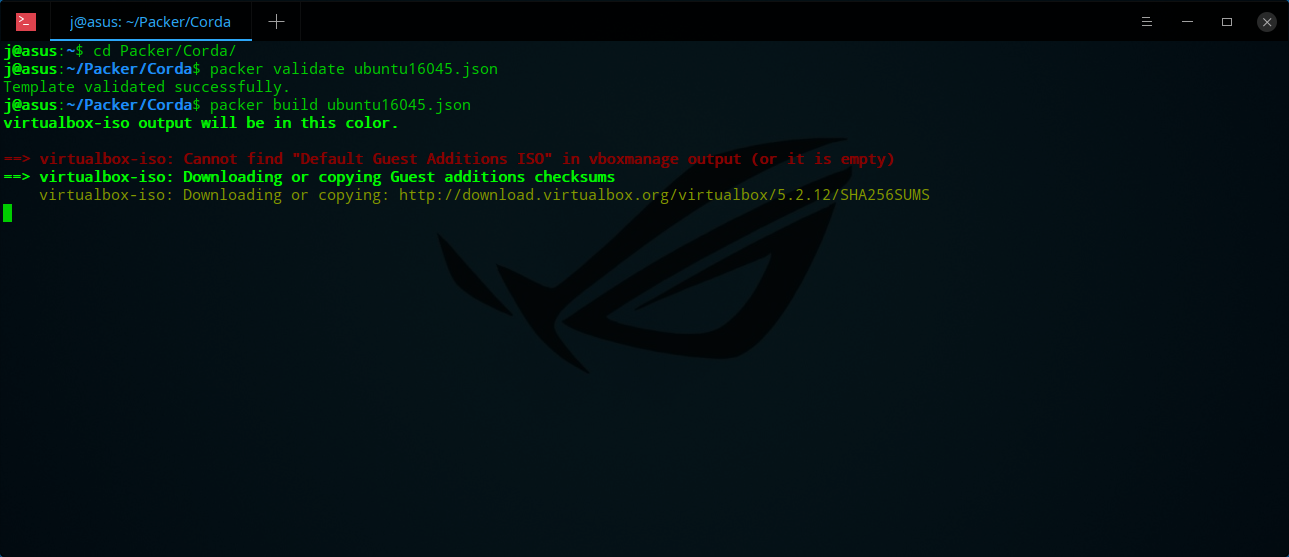 j@asus: ~/Packer/Corda
j@asus:~$ cd Packer/Corda/
j@asus:~/Packer/Corda$ packer validate ubuntu16045.json
Template validated successfully.
j@asus:~/Packer/Corda$ packer build ubuntu16045.json
virtualbox-iso output will be in this color.
==> virtualbox-iso: Cannot find "Default Guest Additions ISO" in vboxmanage output (or it is empty)
==> virtualbox-iso: Downloading or copying Guest additions checksums
virtualbox-iso: Downloading or copying: http://download.virtualbox.org/virtualbox/5.2.12/SHA256SUMS